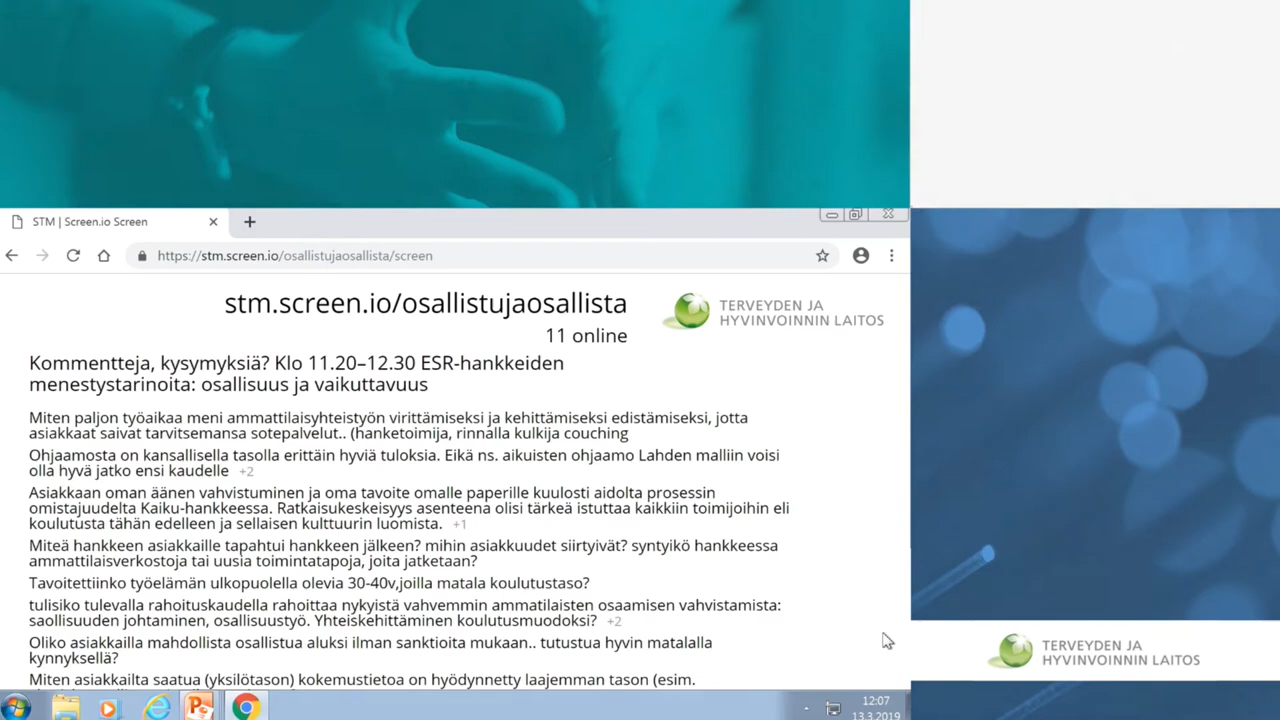 STM | Screen.io Screen
https://stm.screen.io/osallistujaosallista/screen
stm.screen.io/osallistujaosallista
11 online
TERVEYDEN JA
HYVINVOINNIN LAITOS
Kommentteja, kysymyksiä? Klo 11.20–12.30 ESR-hankkeiden
menestystarinoita: osallisuus ja vaikuttavuus
Miten paljon työaikaa meni ammattilaisyhteistyön virittämiseksi ja kehittämiseksi edistämiseksi, jotta
asiakkaat saivat tarvitsemansa sotepalvelut.. (hanketoimija, rinnalla kulkija couching
Ohjaamosta on kansallisella tasolla erittäin hyviä tuloksia. Eikä ns. aikuisten ohjaamo Lahden malliin voisi
olla hyvä jatko ensi kaudelle +2
Asiakkaan oman äänen vahvistuminen ja oma tavoite omalle paperille kuulosti aidolta prosessin
omistajuudelta Kaiku-hankkeessa. Ratkaisukeskeisyys asenteena olisi tärkeä istuttaa kaikkiin toimijoihin eli
koulutusta tähän edelleen ja sellaisen kulttuurin luomista. +1
Miteä hankkeen asiakkaille tapahtui hankkeen jälkeen? mihin asiakkuudet siirtyivät? syntyikö hankkeessa
ammattilaisverkostoja tai uusia toimintatapoja, joita jatketaan?
Tavoitettiinko työelämän ulkopuolella olevia 30-40v,joilla matala koulutustaso?
tulisiko tulevalla rahoituskaudella rahoittaa nykyistä vahvemmin ammatilaisten osaamisen vahvistamista:
saollisuuden johtaminen, osallisuustyö. Yhteiskehittäminen koulutusmuodoksi? +2
Oliko asiakkailla mahdollista osallistua aluksi ilman sanktioita mukaan.. tutustua hyvin matalalla
kynnyksellä?
Miten asiakkailta saatua (yksilötason) kokemustietoa on hyödynnetty laajemman tason (esim.
TERVEYDEN JA
HYVINVOINNIN LAITOS
12:07
13.3.2019